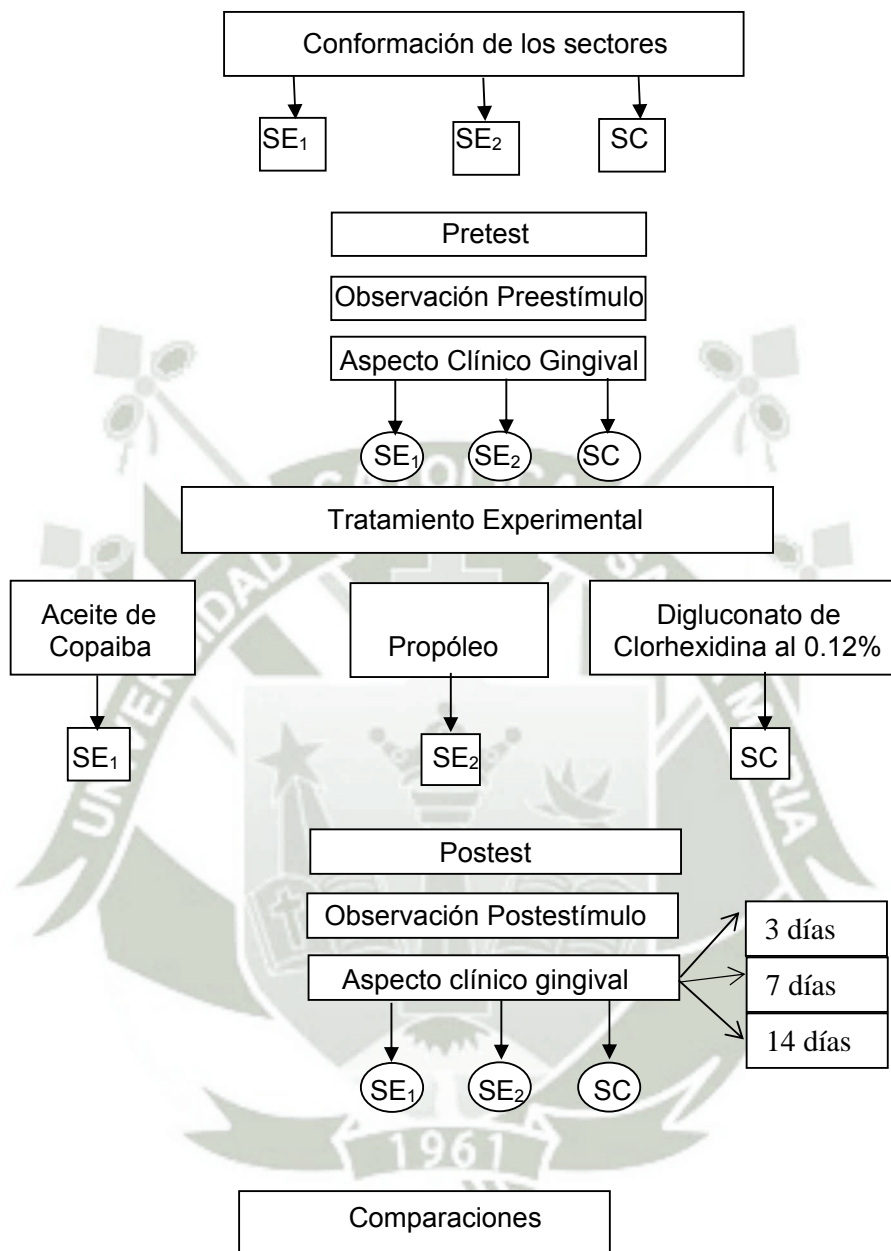 Conformación de los sectores
SE₁ SE₂ SC
Pretest
Observación Preestímulo
Aspecto Clínico Gingival
SE₁ SE₂ SC
Tratamiento Experimental
Aceite de
Copaiba
Propóleo
Digluconato de
Clorhexidina al 0.12%
SE₁ SE₂ SC
Postest
Observación Postestímulo
Aspecto clínico gingival
3 días
7 días
14 días
SE₁ SE₂ SC
1961
Comparaciones